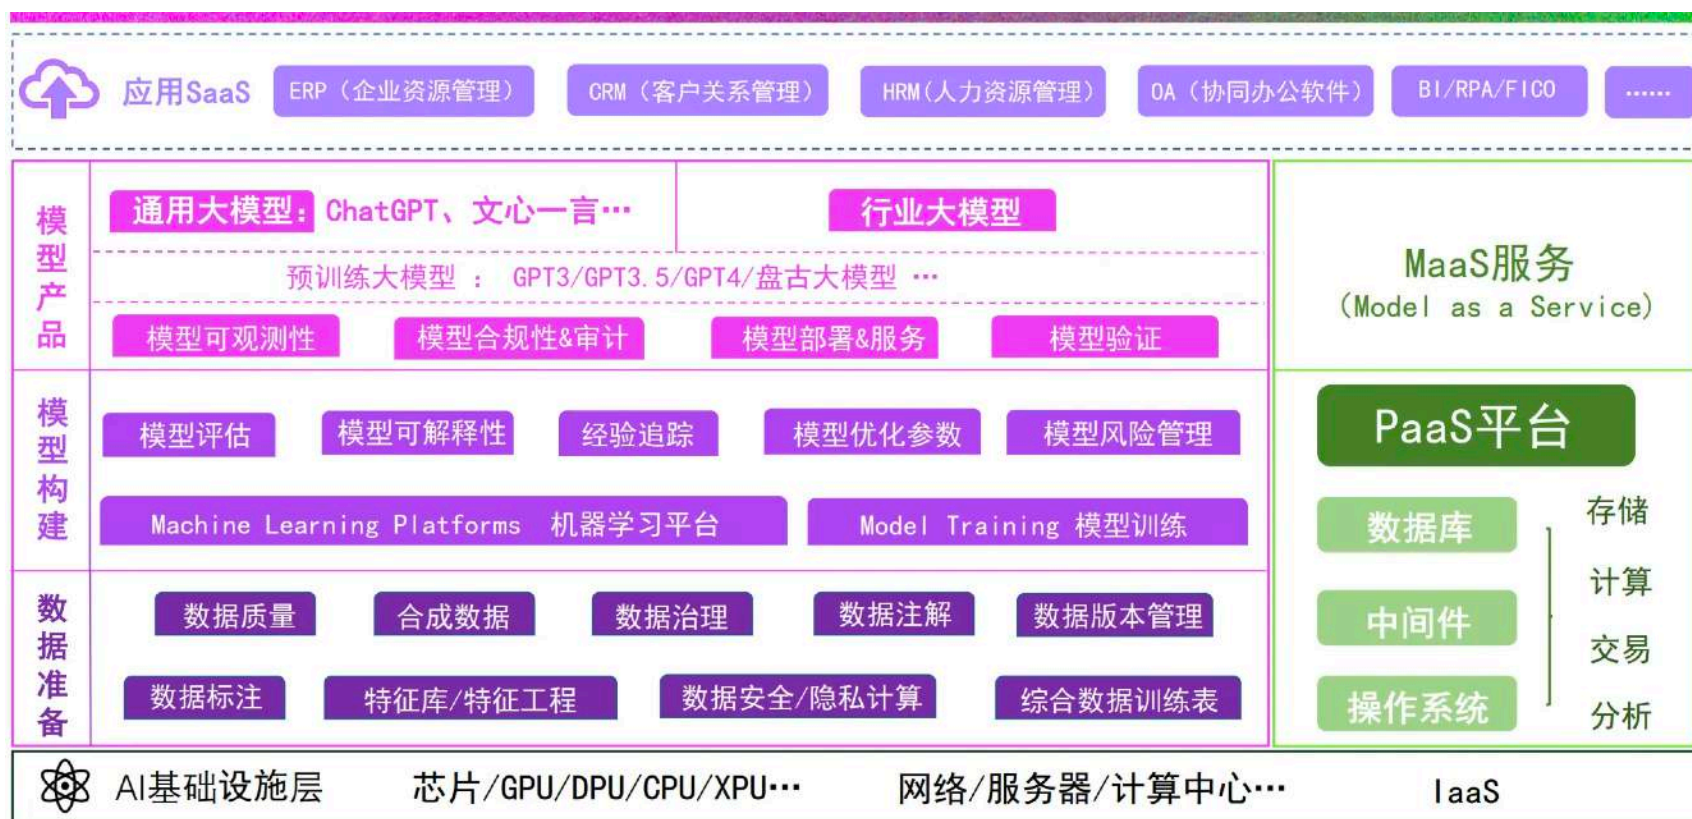 应用SaaS ERP（企业资源管理） CRM（客户关系管理） HRM(人力资源管理) OA（协同办公软件） BI/RPA/FICO ······
模型产品
通用大模型：ChatGPT、文心一言··· 行业大模型
预训练大模型 ： GPT3/GPT3.5/GPT4/盘古大模型 ···
模型可观测性 模型合规性&审计 模型部署&服务 模型验证
MaaS服务
(Model as a Service)
模型构建
模型评估 模型可解释性 经验追踪 模型优化参数 模型风险管理
Machine Learning Platforms 机器学习平台 Model Training 模型训练
数据准备
数据质量 合成数据 数据治理 数据注解 数据版本管理
数据标注 特征库/特征工程 数据安全/隐私计算 综合数据训练表
PaaS平台
数据库
中间件
操作系统
存储
计算
交易
分析
AI基础设施层 芯片/GPU/DPU/CPU/XPU··· 网络/服务器/计算中心··· IaaS